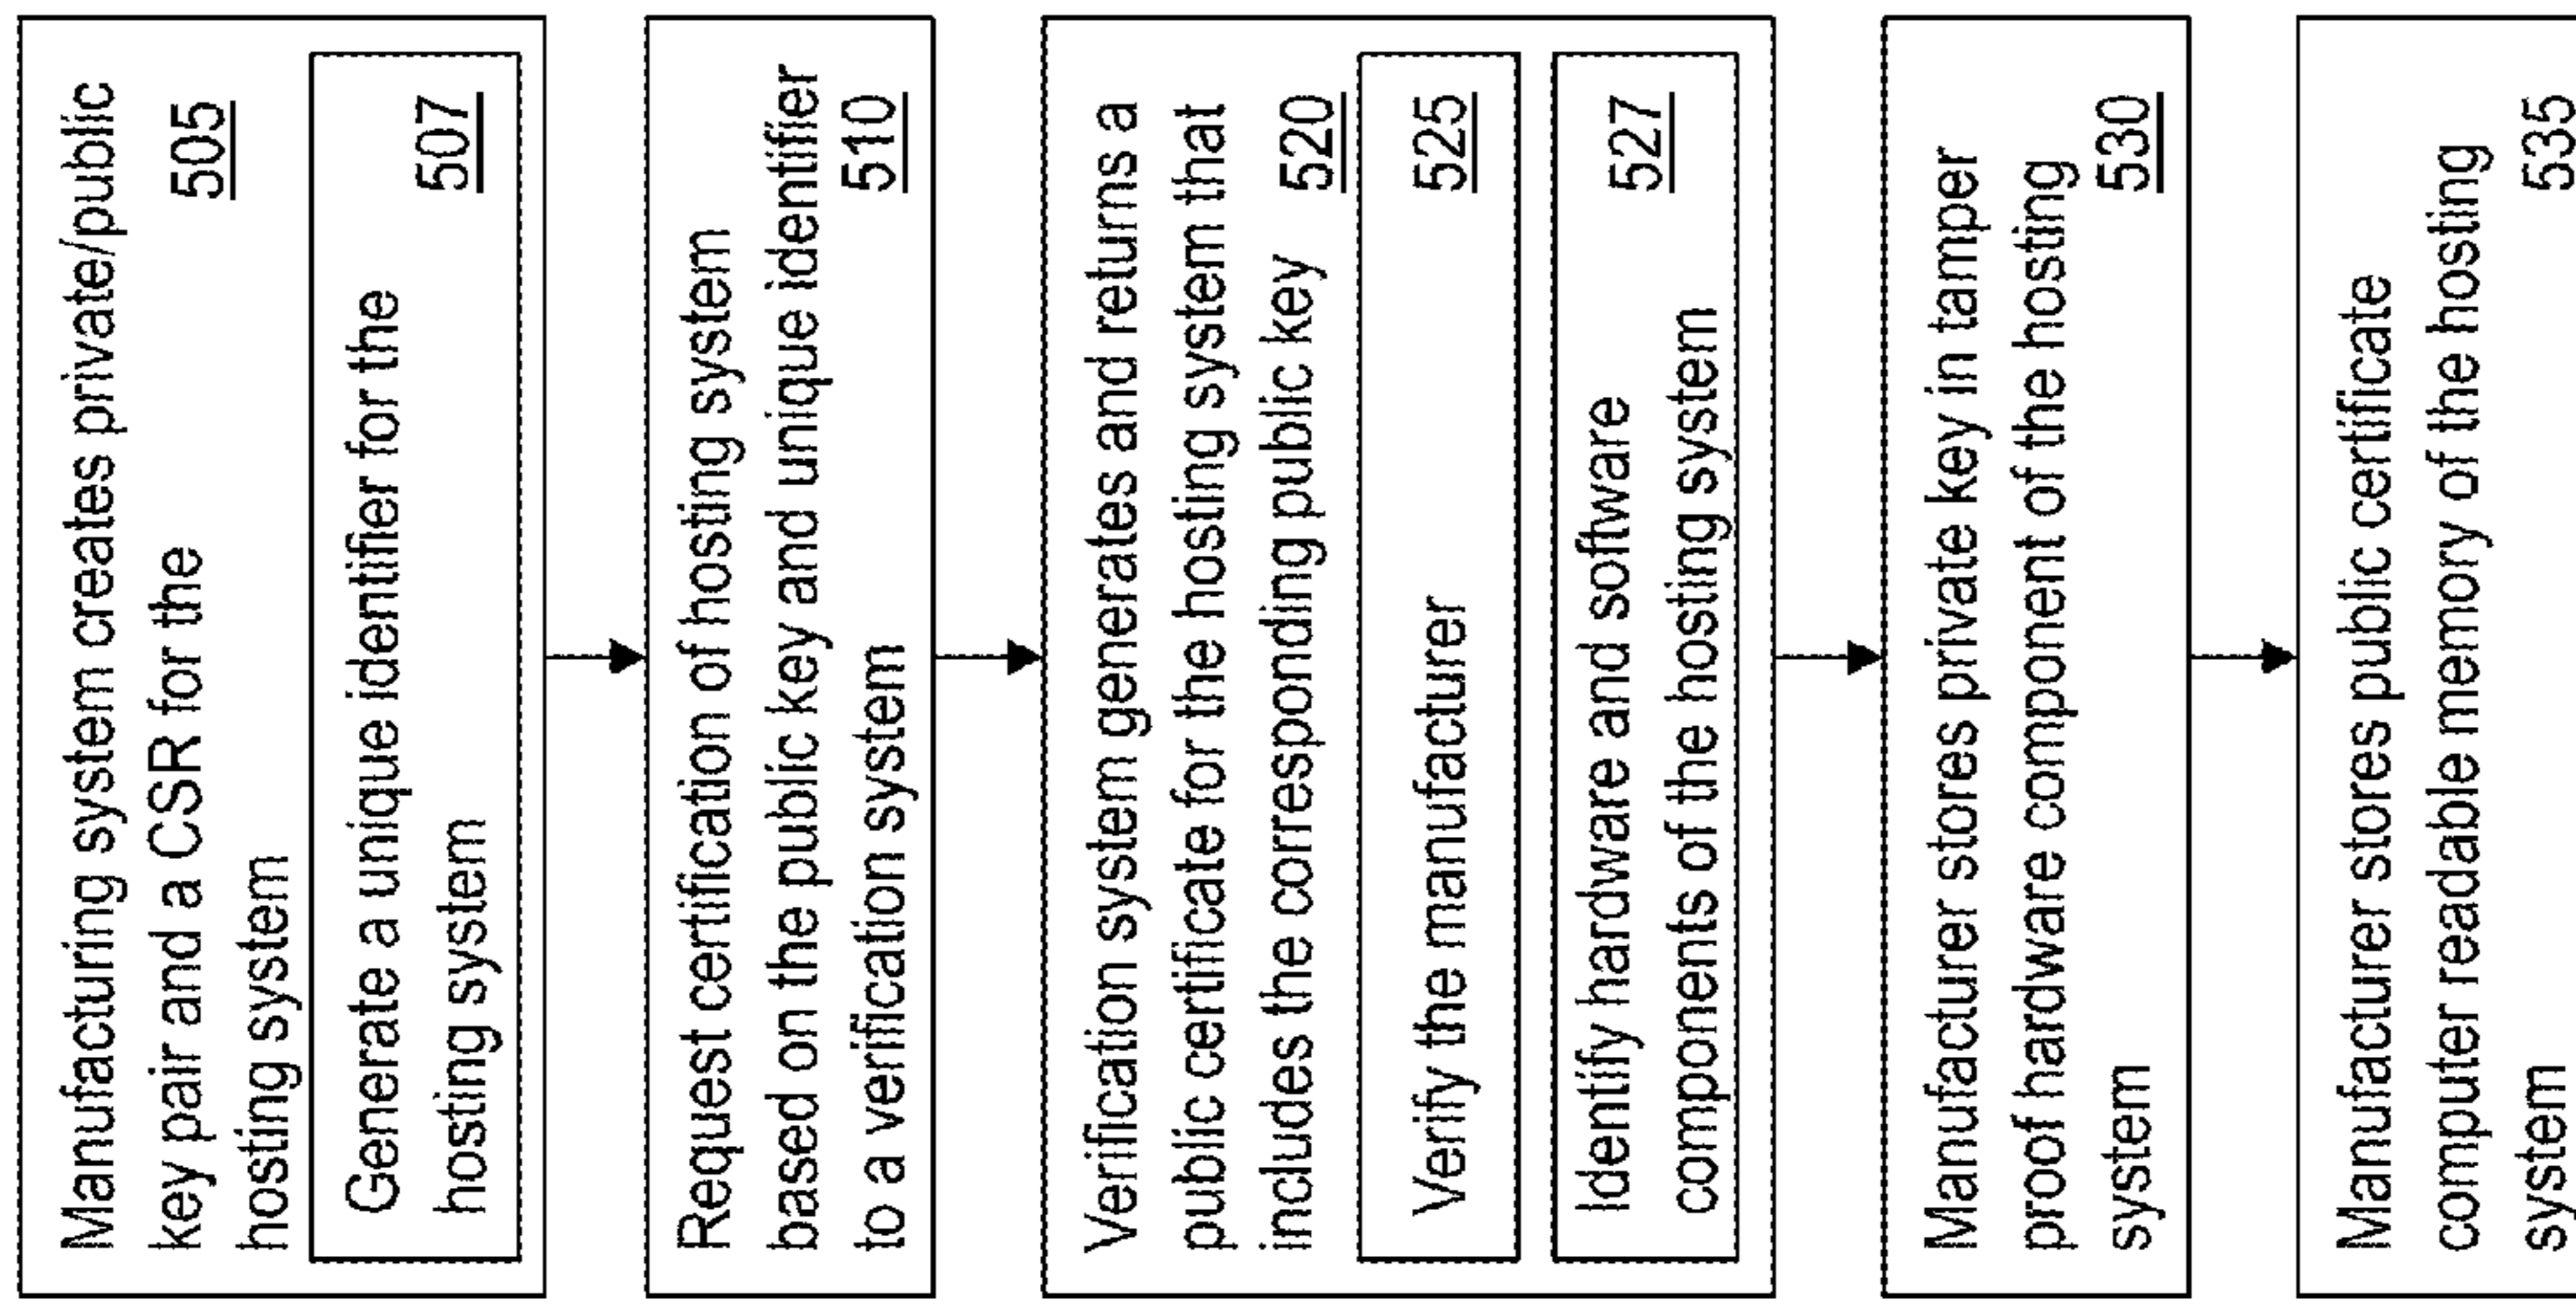 Manufacturing system creates private/public
key pair and a CSR for the 505
hosting system
Generate a unique identifier for the
hosting system 507
Request certification of hosting system
based on the public key and unique identifier
to a verification system 510
Verification system generates and returns a
public certificate for the hosting system that
includes the corresponding public key 520
Verify the manufacturer 525
Identify hardware and software
components of the hosting system 527
Manufacturer stores private key in tamper
proof hardware component of the hosting
system 530
Manufacturer stores public certificate
computer readable memory of the hosting
system 535